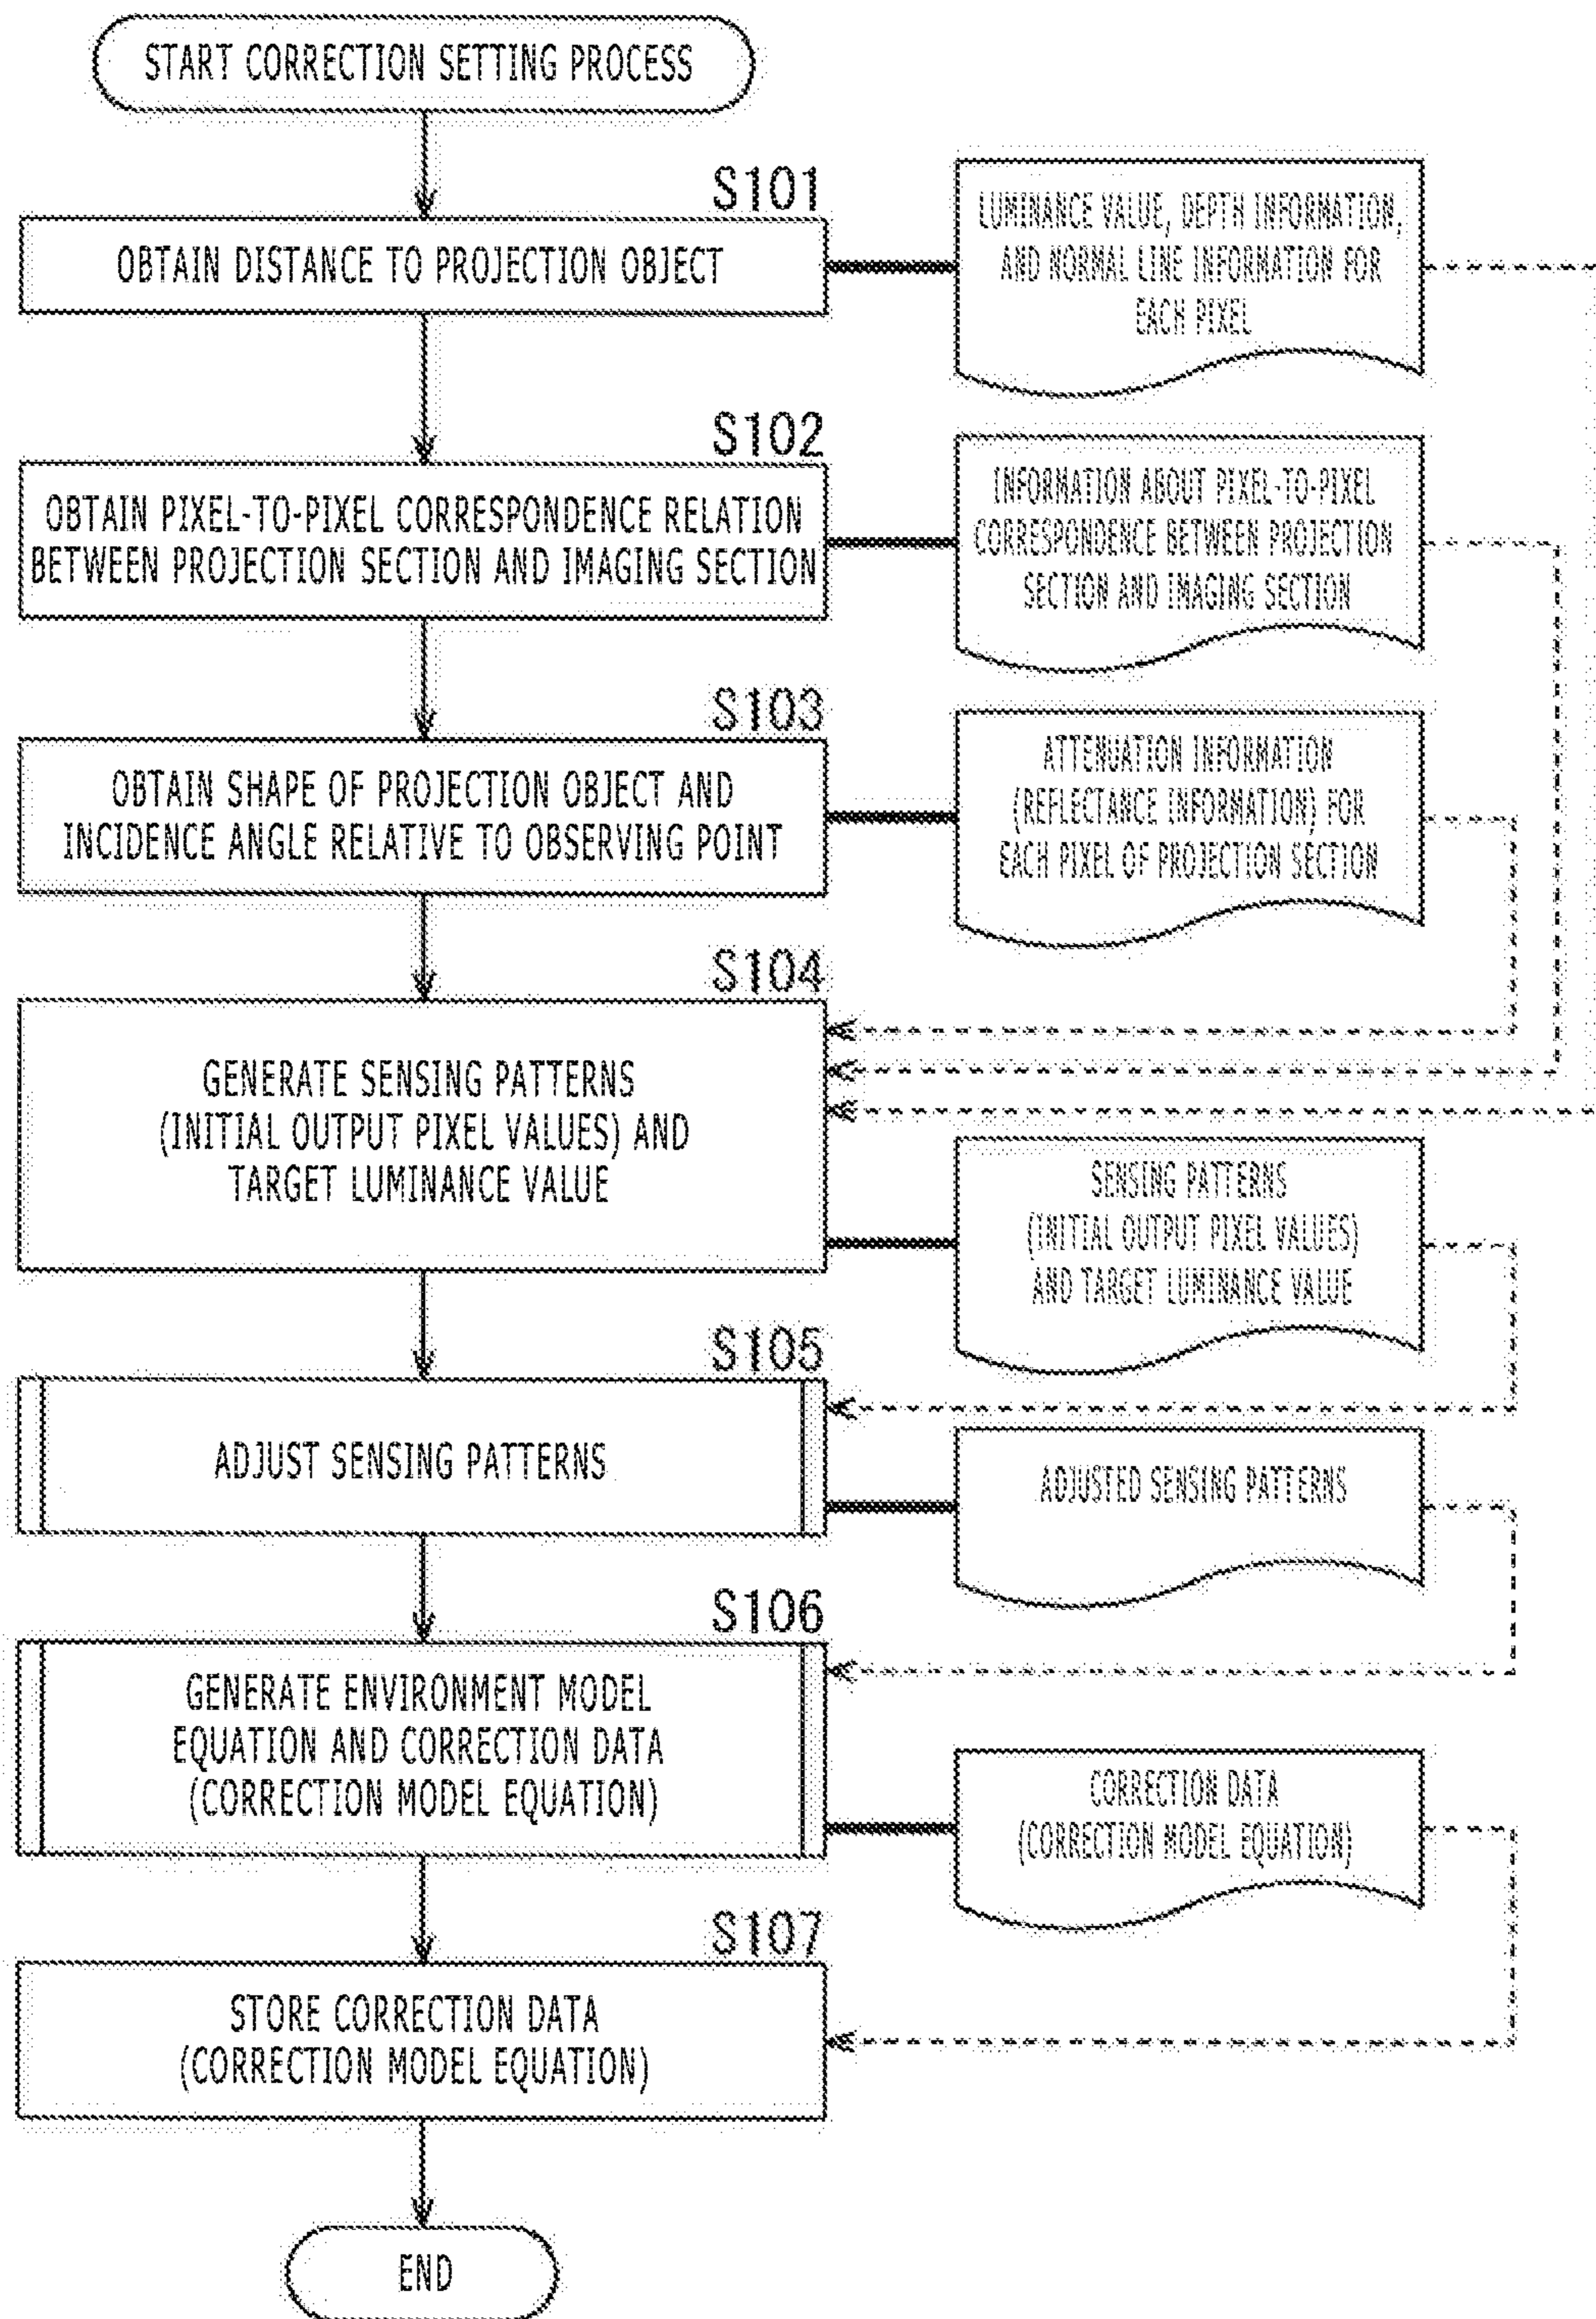 START CORRECTION SETTING PROCESS
S101
OBTAIN DISTANCE TO PROJECTION OBJECT
LUMINANCE VALUE, DEPTH INFORMATION,
AND NORMAL LINE INFORMATION FOR
EACH PIXEL
S102
OBTAIN PIXEL-TO-PIXEL CORRESPONDENCE RELATION
BETWEEN PROJECTION SECTION AND IMAGING SECTION
INFORMATION ABOUT PIXEL-TO-PIXEL
CORRESPONDENCE BETWEEN PROJECTION
SECTION AND IMAGING SECTION
S103
OBTAIN SHAPE OF PROJECTION OBJECT AND
INCIDENCE ANGLE RELATIVE TO OBSERVING POINT
ATTENUATION INFORMATION
(REFLECTANCE INFORMATION) FOR
EACH PIXEL OF PROJECTION SECTION
S104
GENERATE SENSING PATTERNS
(INITIAL OUTPUT PIXEL VALUES) AND
TARGET LUMINANCE VALUE
SENSING PATTERNS
(INITIAL OUTPUT PIXEL VALUES)
AND TARGET LUMINANCE VALUE
S105
ADJUST SENSING PATTERNS
ADJUSTED SENSING PATTERNS
S106
GENERATE ENVIRONMENT MODEL
EQUATION AND CORRECTION DATA
(CORRECTION MODEL EQUATION)
CORRECTION DATA
(CORRECTION MODEL EQUATION)
S107
STORE CORRECTION DATA
(CORRECTION MODEL EQUATION)
END